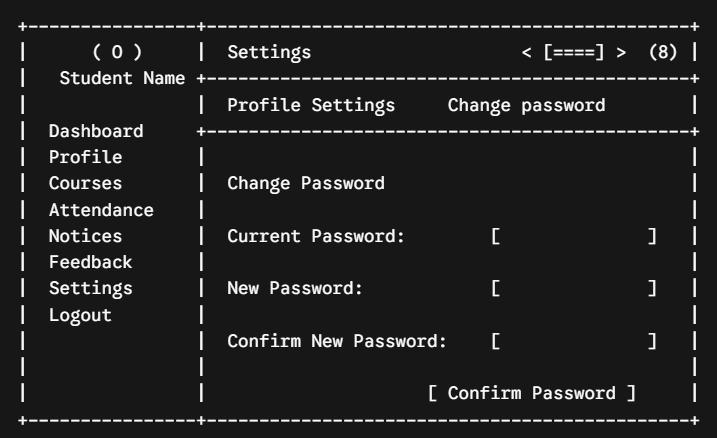 ( O ) Settings < [====] > (8)
Student Name
Profile Settings Change password
Dashboard
Profile
Courses Change Password
Attendance
Notices Current Password: [ ]
Feedback
Settings New Password: [ ]
Logout
Confirm New Password: [ ]
[ Confirm Password ]